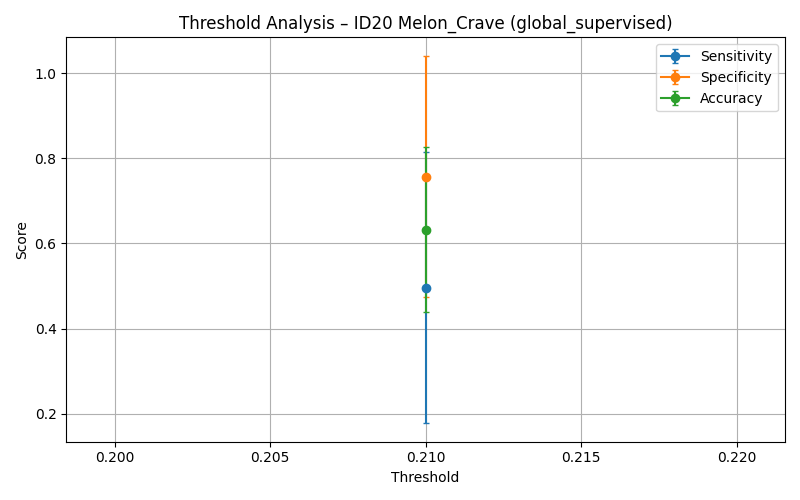 Threshold Analysis – ID20 Melon_Crave (global_supervised)
Sensitivity
Specificity
Accuracy
Score
1.0
0.8
0.6
0.4
0.2
0.200 0.205 0.210 0.215 0.220
Threshold